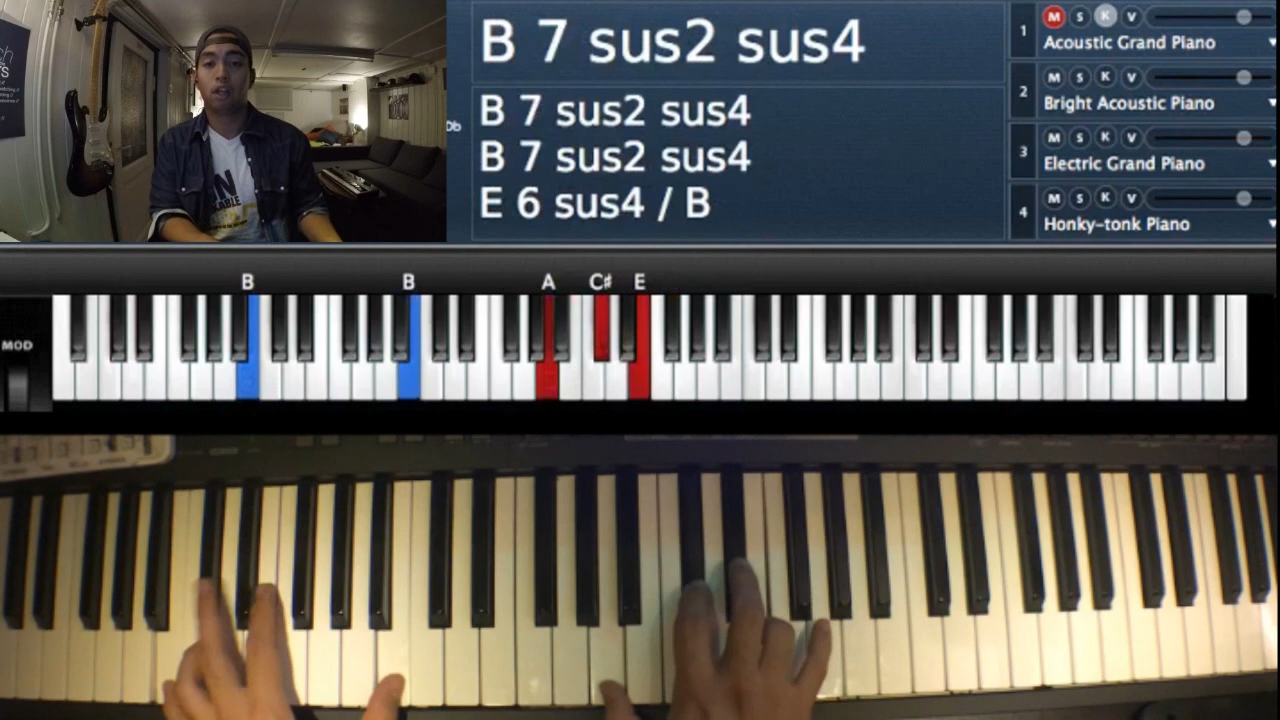 B 7 sus2 sus4
B 7 sus2 sus4
B 7 sus2 sus4
E 6 sus4 / B
Db
1 M S K V
Acoustic Grand Piano
2 M S K V
Bright Acoustic Piano
3 M S K V
Electric Grand Piano
4 M S K V
Honky-tonk Piano
B B A C# E
MOD